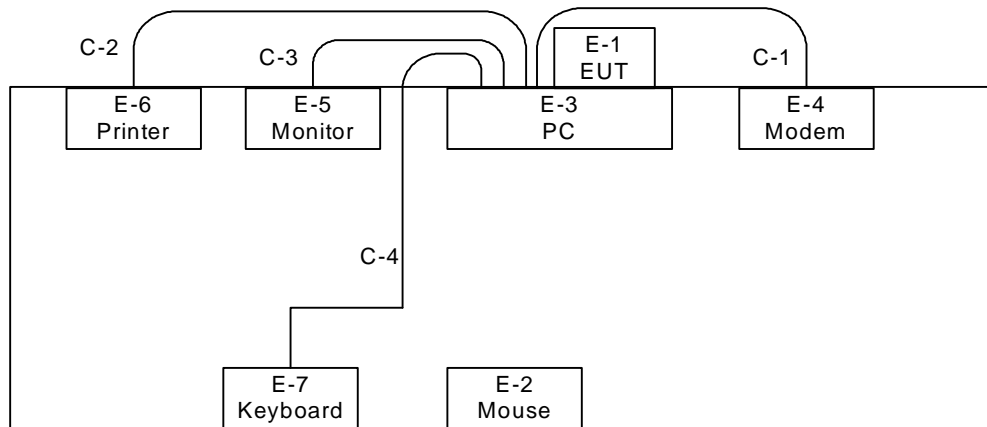 C-2
C-3
E-1
EUT
C-1
E-6
Printer
E-5
Monitor
E-3
PC
E-4
Modem
C-4
E-7
Keyboard
E-2
Mouse